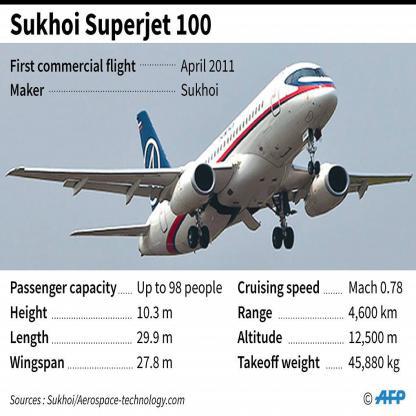 Sukhoi Superjet 100
First commercial flight ............ April 2011
Maker ............ Sukhoi
Passenger capacity ..... Up to 98 people
Height ............ 10.3 m
Length ............ 29.9 m
Wingspan ............ 27.8 m
Cruising speed ...... Mach 0.78
Range ............ 4,600 km
Altitude ............ 12,500 m
Takeoff weight ...... 45,880 kg
Sources : Sukhoi/Aerospace-technology.com
© AFP